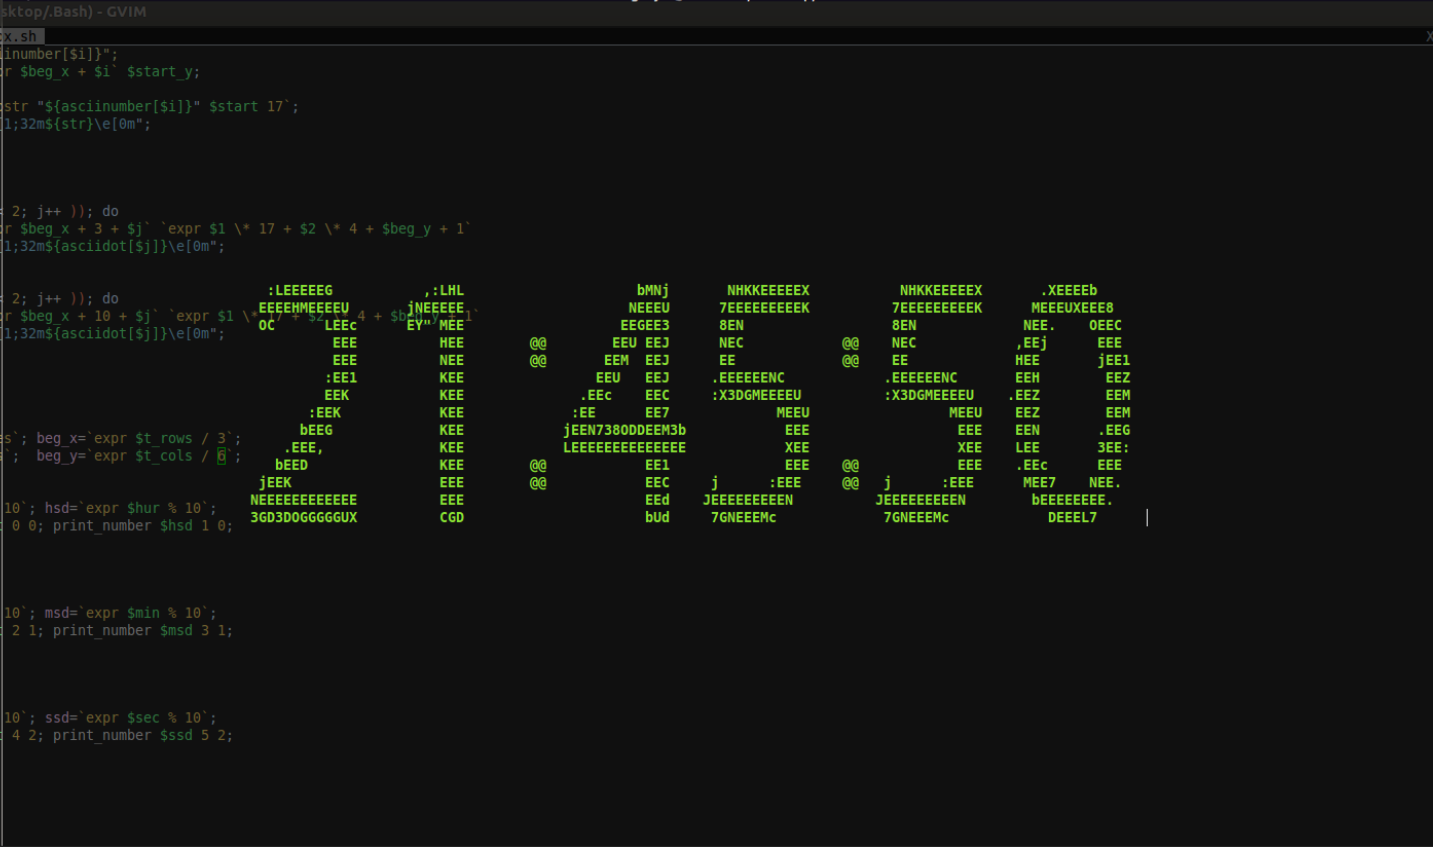 sktop/.Bash) - GVIM
x.sh X
iinumber[$i]}";
r $beg_x + $i` $start_y;
str "${asciinumber[$i]}" $start 17`;
[1;32m${str}\e[0m";
< 2; j++ )); do
r $beg_x + 3 + $j` `expr $1 \* 17 + $2 \* 4 + $beg_y + 1`
[1;32m${asciidot[$j]}\e[0m";
:LEEEEEG ,:LHL bMNj NHKKEEEEEX NHKKEEEEEX .XEEEEb
< 2; j++ )); do
EEEEHMEEEEU jNEEEEE NEEEU 7EEEEEEEEEK 7EEEEEEEEEK MEEEUXEEE8
r $beg_x + 10 + $j` `expr $1 \* 17 + $2 \* 4 + $beg_y + 1`
OC LEEc EY" MEE EEGEE3 8EN 8EN NEE. OEEC
[1;32m${asciidot[$j]}\e[0m";
EEE HEE @@ EEU EEJ NEC @@ NEC ,EEj EEE
EEE NEE @@ EEM EEJ EE @@ EE HEE jEE1
:EE1 KEE EEU EEJ .EEEEEENC .EEEEEENC EEH EEZ
EEK KEE .EEc EEC :X3DGMEEEEU :X3DGMEEEEU .EEZ EEM
:EEK KEE :EE EE7 MEEU MEEU EEZ EEM
bEEG KEE jEEN738ODDEEM3b EEE EEE EEN .EEG
s`; beg_x=`expr $t_rows / 3`;
.EEE, KEE LEEEEEEEEEEEEEE XEE XEE LEE 3EE:
`; beg_y=`expr $t_cols / 6`;
bEED KEE @@ EE1 EEE @@ EEE .EEc EEE
jEEK EEE @@ EEC j :EEE @@ j :EEE MEE7 NEE.
NEEEEEEEEEEEE EEE EEd JEEEEEEEEEN JEEEEEEEEEN bEEEEEEEE.
10`; hsd=`expr $hur % 10`;
3GD3DOGGGGGUX CGD bUd 7GNEEEMc 7GNEEEMc DEEEL7
0 0; print_number $hsd 1 0;
10`; msd=`expr $min % 10`;
2 1; print_number $msd 3 1;
10`; ssd=`expr $sec % 10`;
4 2; print_number $ssd 5 2;